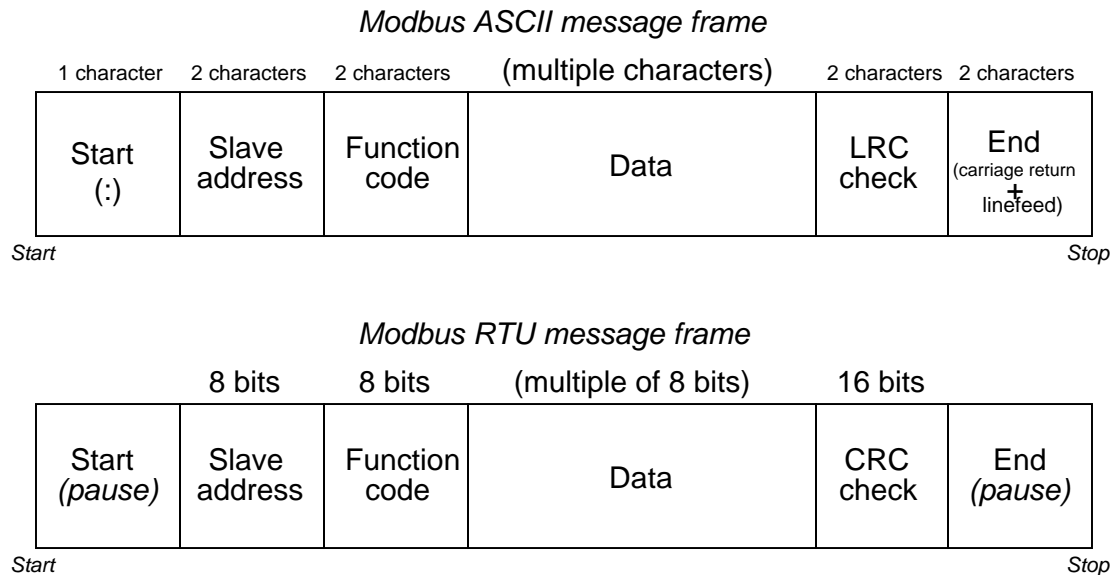 Modbus ASCII message frame
1 character 2 characters 2 characters (multiple characters) 2 characters 2 characters
Start
(:)
Slave
address
Function
code
Data
LRC
check
End
(carriage return
+
linefeed)
Start Stop
Modbus RTU message frame
8 bits 8 bits (multiple of 8 bits) 16 bits
Start
(pause)
Slave
address
Function
code
Data
CRC
check
End
(pause)
Start Stop